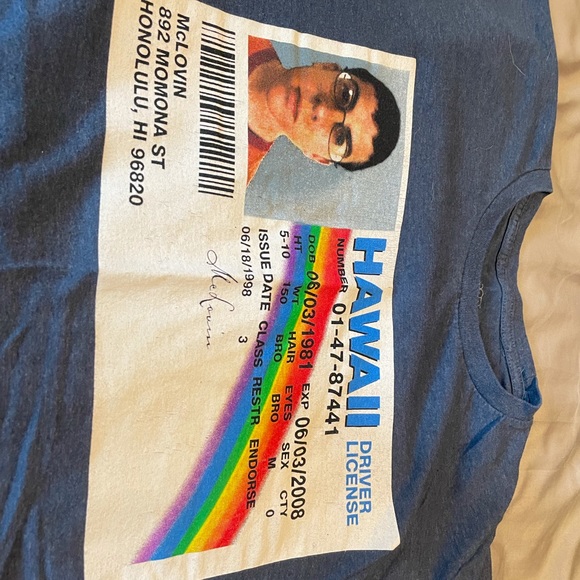 HAWAII DRIVER
LICENSE
NUMBER 01-47-87441
DOB 06/03/1981 EXP 06/03/2008
HT WT HAIR EYES SEX CTY
5-10 150 BRO BRO M 0
ISSUE DATE CLASS RESTR ENDORSE
06/18/1998 3
McLovin
McLOVIN
892 MOMONA ST
HONOLULU, HI 96820